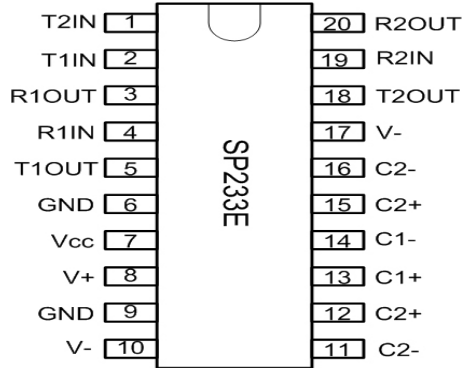 T2IN 1
T1IN 2
R1OUT 3
R1IN 4
T1OUT 5
GND 6
Vcc 7
V+ 8
GND 9
V- 10
SP233E
20 R2OUT
19 R2IN
18 T2OUT
17 V-
16 C2-
15 C2+
14 C1-
13 C1+
12 C2+
11 C2-